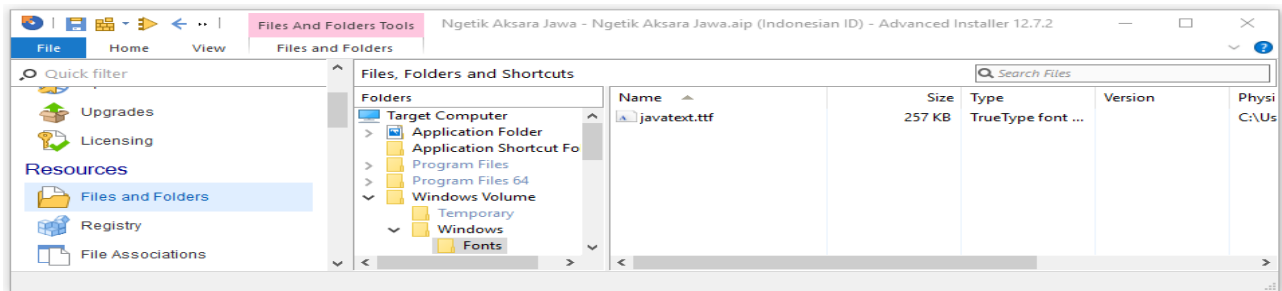 Files And Folders Tools
Ngetik Aksara Jawa - Ngetik Aksara Jawa.aip (Indonesian ID) - Advanced Installer 12.7.2
File Home View Files and Folders
Quick filter
Upgrades
Licensing
Resources
Files and Folders
Registry
File Associations
Files, Folders and Shortcuts
Search Files
Folders
Target Computer
Application Folder
Application Shortcut Fo
Program Files
Program Files 64
Windows Volume
Temporary
Windows
Fonts
Name Size Type Version Physi
javatext.ttf 257 KB TrueType font ... C:\Us